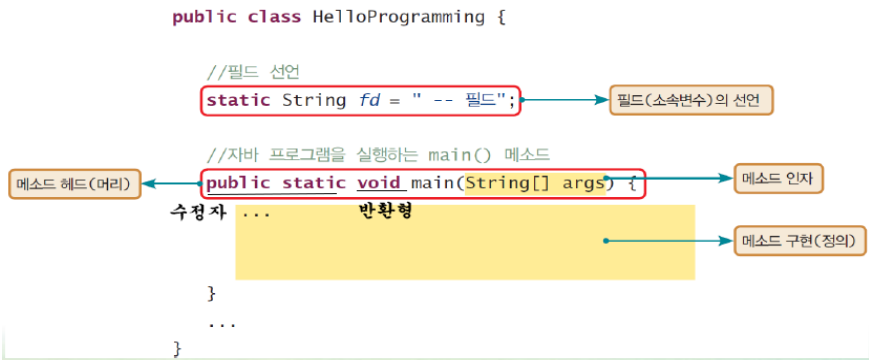 public class HelloProgramming {
//필드 선언
static String fd = " -- 필드";
필드(소속변수)의 선언
//자바 프로그램을 실행하는 main() 메소드
메소드 헤드(머리)
public static void main(String[] args) {
메소드 인자
수정자 ...
반환형
메소드 구현(정의)
}
...
}